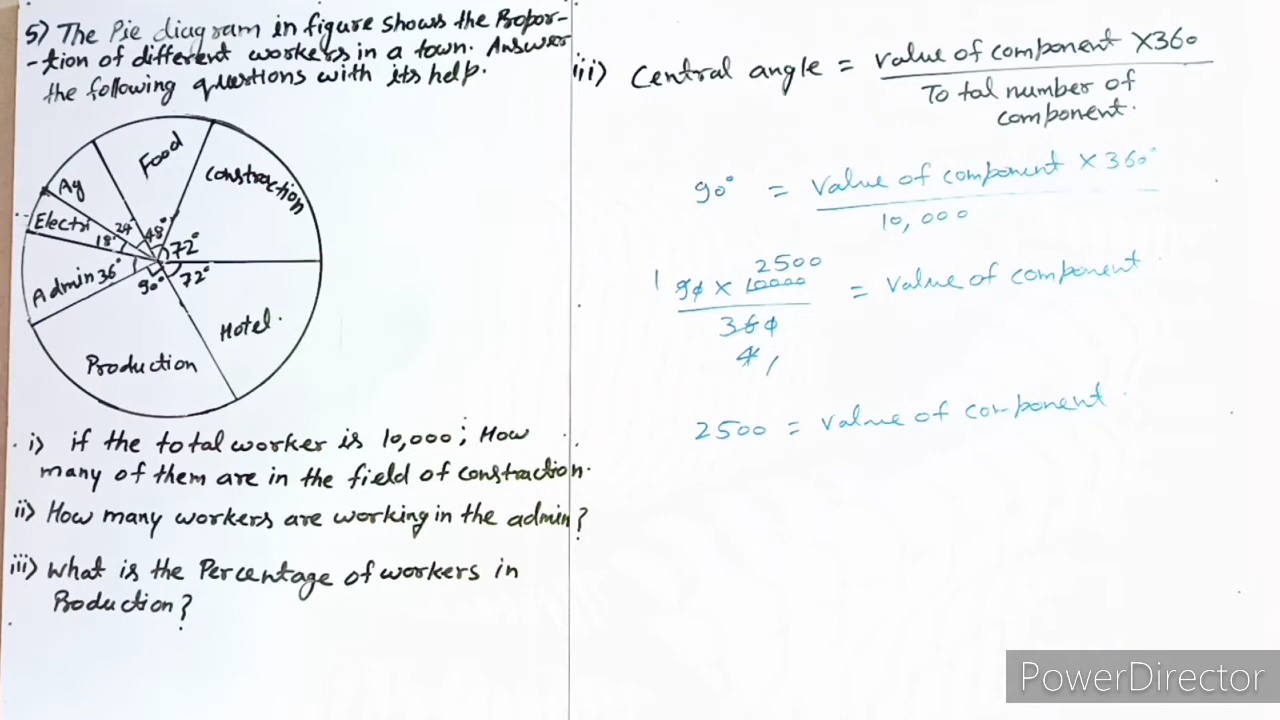 5) The Pie diagram in figure shows the Propor-
-tion of different workers in a town. Answer
the following questions with its help.
Food
Constraction
Ag
Electri
24°
48°
18°
72°
Admin 36°
90°
72°
Hotel.
Production
i) if the total worker is 10,000; How
many of them are in the field of constraction.
ii) How many workers are working in the admin?
iii) What is the Percentage of workers in
Production?
iii) Central angle = value of component X360
Total number of
component.
90° = value of component X 360°
10,000
1 2500
90 X 10000 = value of component
360
4
2500 = value of component.
PowerDirector